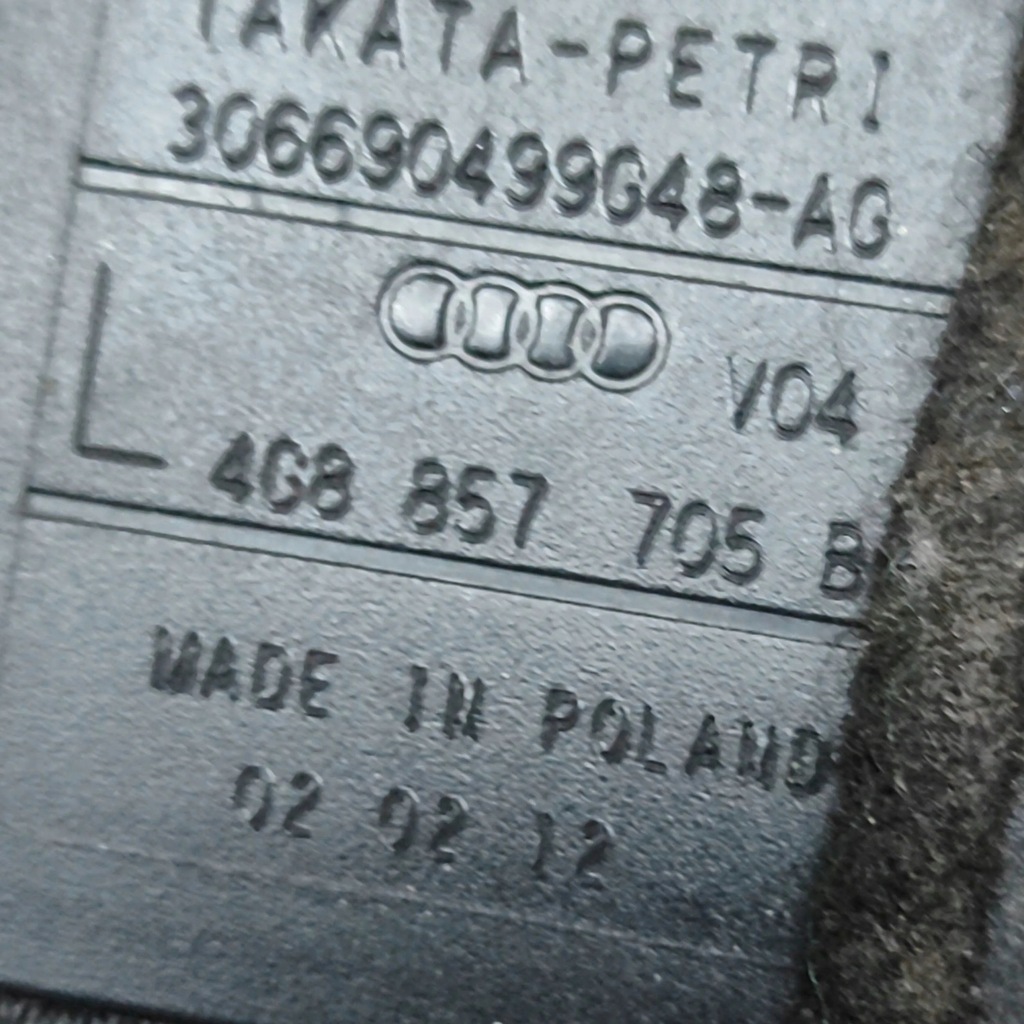 TAKATA-PETRI
306690499G48-AG
V04
L 4G8 857 705 B
MADE IN POLAND
02 02 12